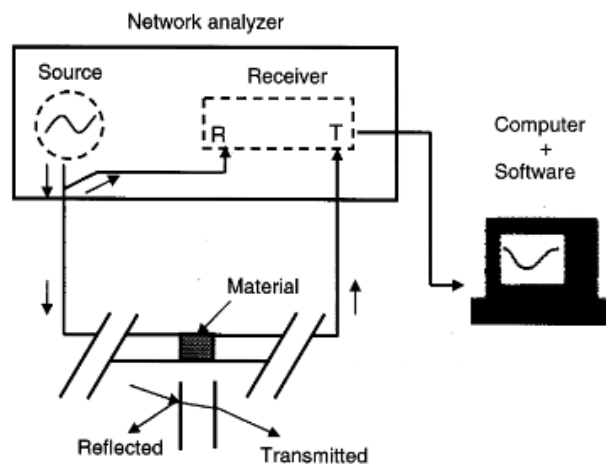 Network analyzer
Source
Receiver
R
T
Computer
+
Software
Material
Reflected
Transmitted